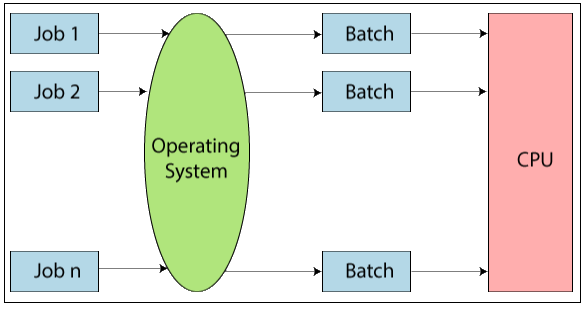 Job 1
Batch
Job 2
Batch
Operating
System
CPU
Job n
Batch